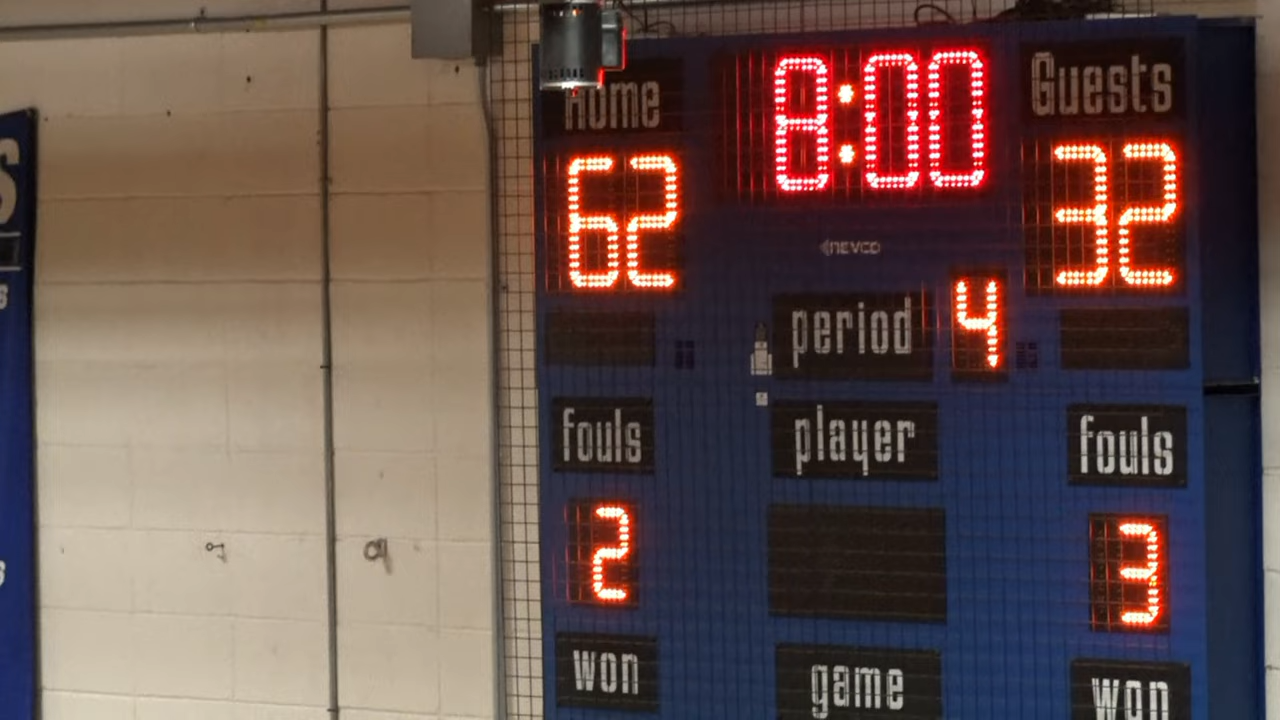 Home 8:00 Guests
62 32
NEVCO
period 4
fouls player fouls
2 3
won game won